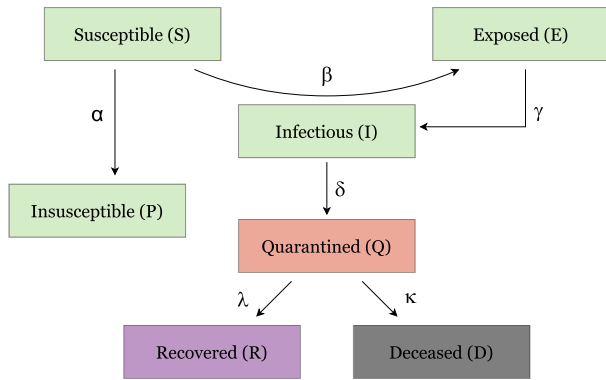 Susceptible (S)
Exposed (E)
β
α
γ
Infectious (I)
δ
Insusceptible (P)
Quarantined (Q)
λ
κ
Recovered (R)
Deceased (D)